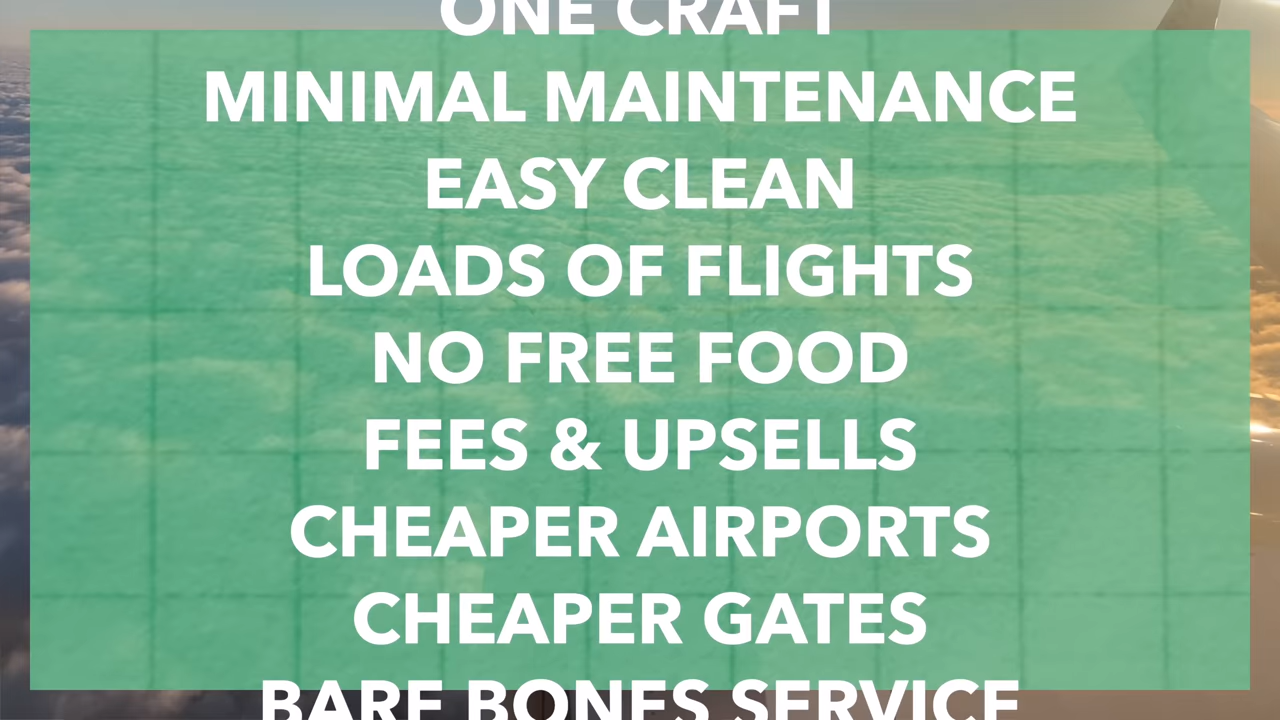 ONE CRAFT
MINIMAL MAINTENANCE
EASY CLEAN
LOADS OF FLIGHTS
NO FREE FOOD
FEES & UPSELLS
CHEAPER AIRPORTS
CHEAPER GATES
BARE BONES SERVICE